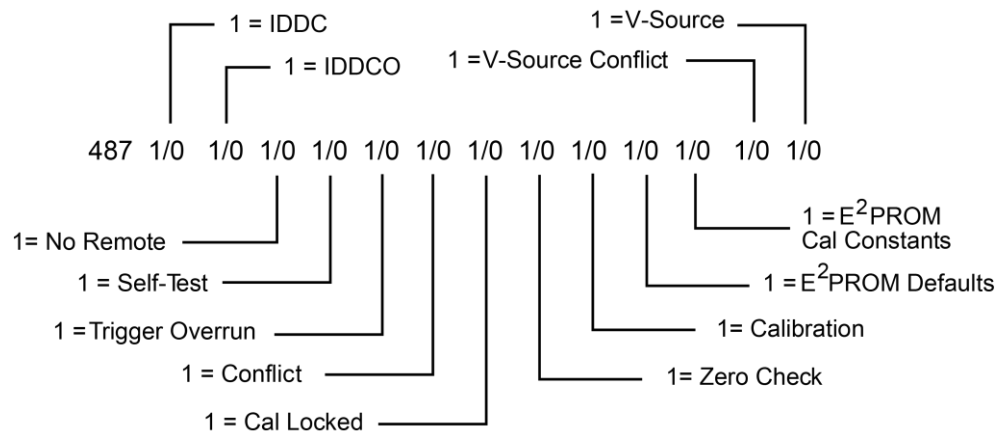 1 = IDDC
1 =V-Source
1 = IDDCO
1 =V-Source Conflict
487 1/0 1/0 1/0 1/0 1/0 1/0 1/0 1/0 1/0 1/0 1/0 1/0 1/0
1= No Remote
1 = E²PROM
Cal Constants
1 = Self-Test
1 = E²PROM Defaults
1 =Trigger Overrun
1= Calibration
1 = Conflict
1= Zero Check
1 = Cal Locked